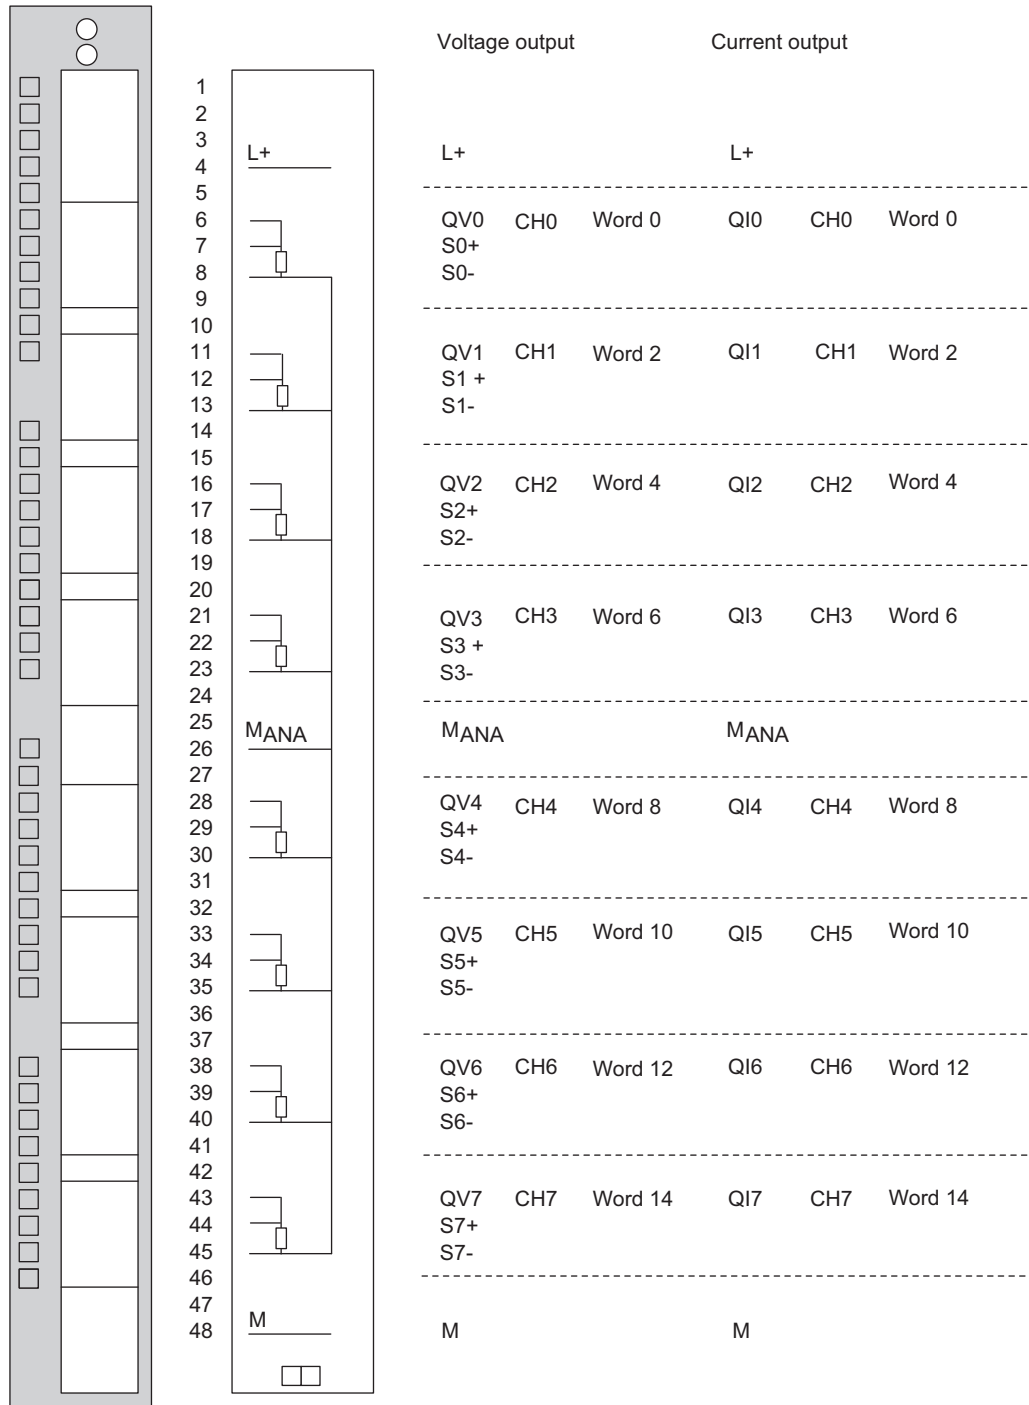 Voltage output Current output
1
2
3
L+ L+ L+
4
5
6 QV0 CH0 Word 0 QI0 CH0 Word 0
7 S0+
8 S0-
9
10
11 QV1 CH1 Word 2 QI1 CH1 Word 2
12 S1 +
13 S1-
14
15
16 QV2 CH2 Word 4 QI2 CH2 Word 4
17 S2+
18 S2-
19
20
21 QV3 CH3 Word 6 QI3 CH3 Word 6
22 S3 +
23 S3-
24
25
MANA MANA MANA
26
27
28 QV4 CH4 Word 8 QI4 CH4 Word 8
29 S4+
30 S4-
31
32
33 QV5 CH5 Word 10 QI5 CH5 Word 10
34 S5+
35 S5-
36
37
38 QV6 CH6 Word 12 QI6 CH6 Word 12
39 S6+
40 S6-
41
42
43 QV7 CH7 Word 14 QI7 CH7 Word 14
44 S7+
45 S7-
46
47
48 M M M